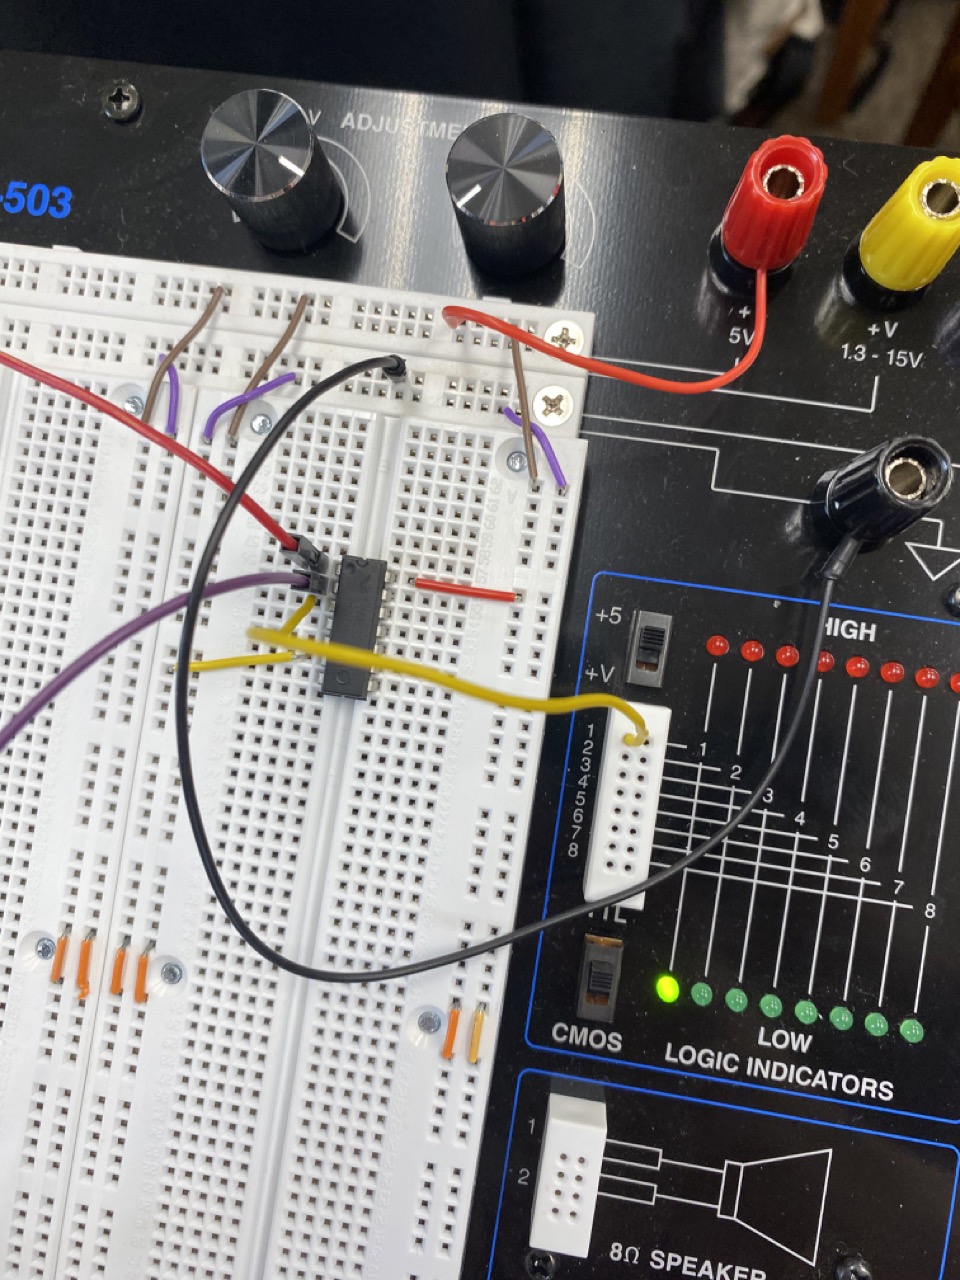 -503
V ADJUSTME
+
5V
+V
1.3 - 15V
+5
+V
HIGH
1
2
3
4
5
6
7
8
1
2
3
4
5
6
7
8
CMOS
LOW
LOGIC INDICATORS
1
2
8Ω SPEAKER